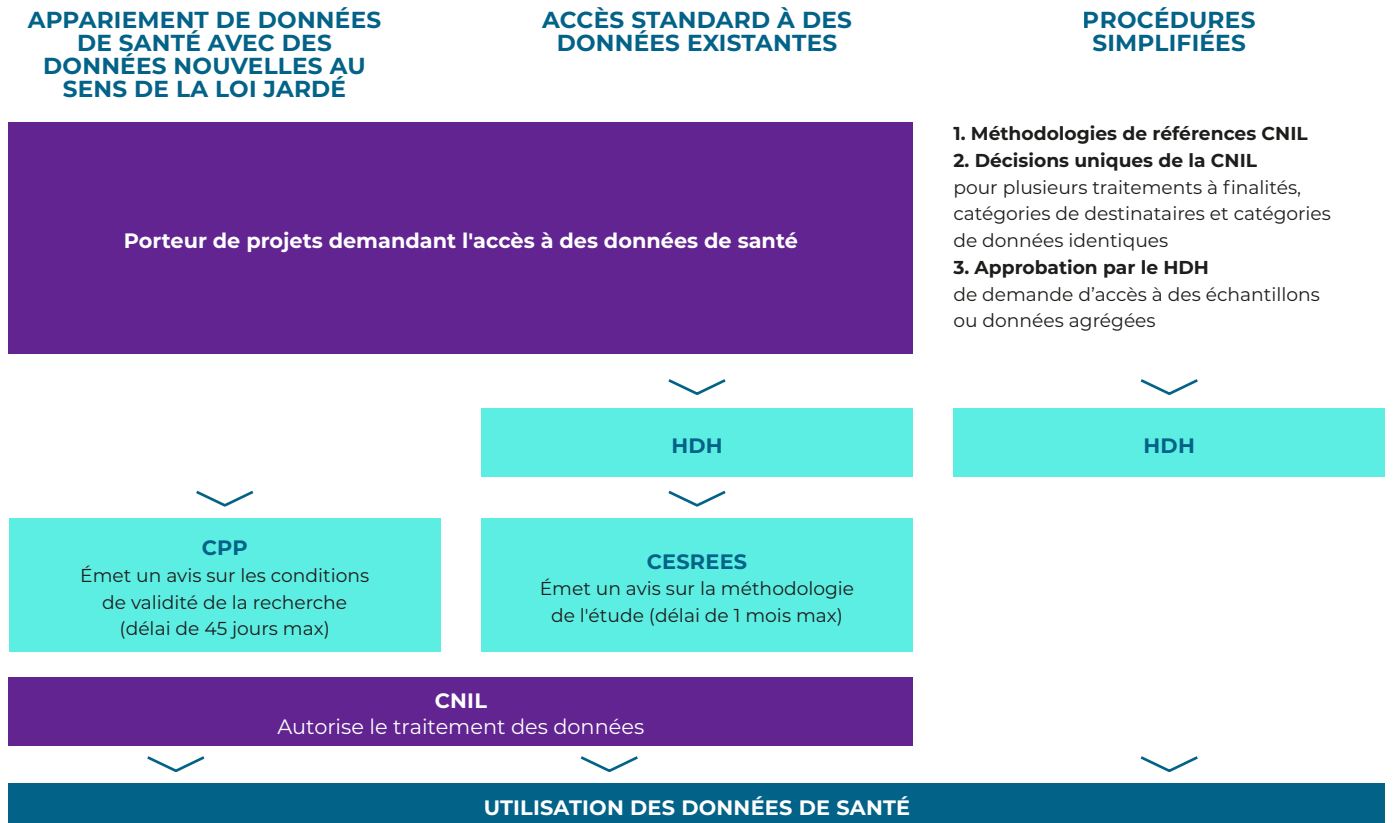 APPARIEMENT DE DONNÉES
DE SANTÉ AVEC DES
DONNÉES NOUVELLES AU
SENS DE LA LOI JARDÉ
ACCÈS STANDARD À DES
DONNÉES EXISTANTES
PROCÉDURES
SIMPLIFIÉES
Porteur de projets demandant l'accès à des données de santé
1. Méthodologies de références CNIL
2. Décisions uniques de la CNIL
pour plusieurs traitements à finalités,
catégories de destinataires et catégories
de données identiques
3. Approbation par le HDH
de demande d’accès à des échantillons
ou données agrégées
HDH
HDH
CPP
Émet un avis sur les conditions
de validité de la recherche
(délai de 45 jours max)
CESREES
Émet un avis sur la méthodologie
de l'étude (délai de 1 mois max)
CNIL
Autorise le traitement des données
UTILISATION DES DONNÉES DE SANTÉ